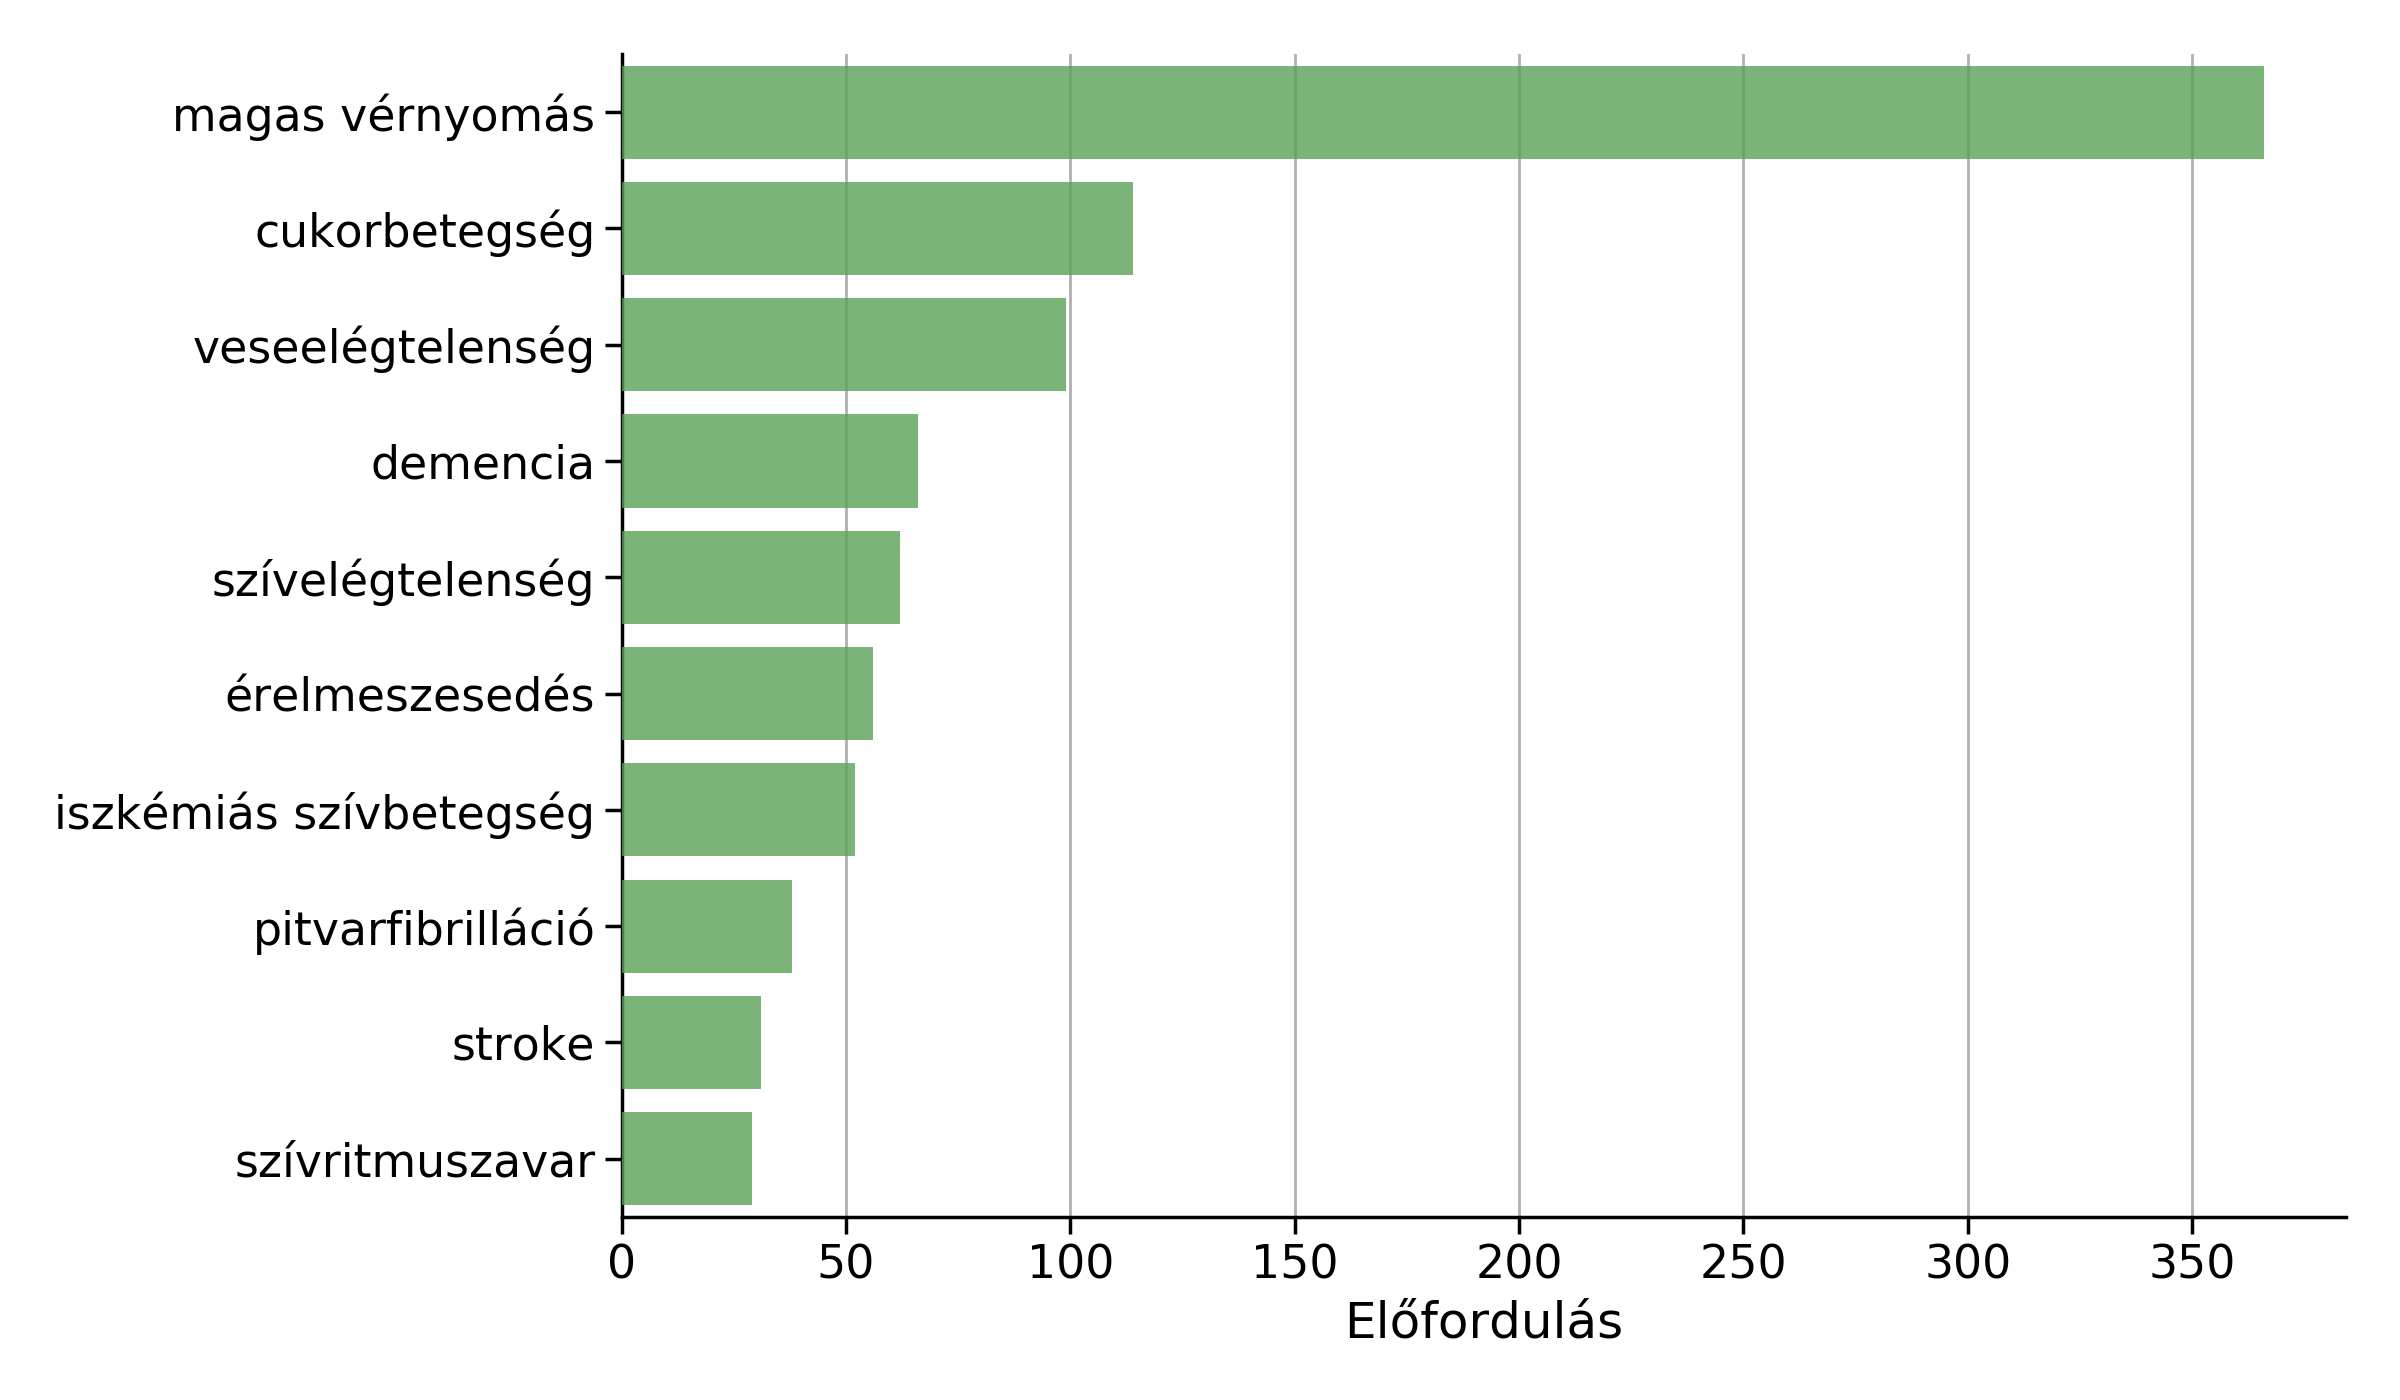 magas vérnyomás
cukorbetegség
veseelégtelenség
demencia
szívelégtelenség
érelmeszesedés
iszkémiás szívbetegség
pitvarfibrilláció
stroke
szívritmuszavar
0 50 100 150 200 250 300 350
Előfordulás